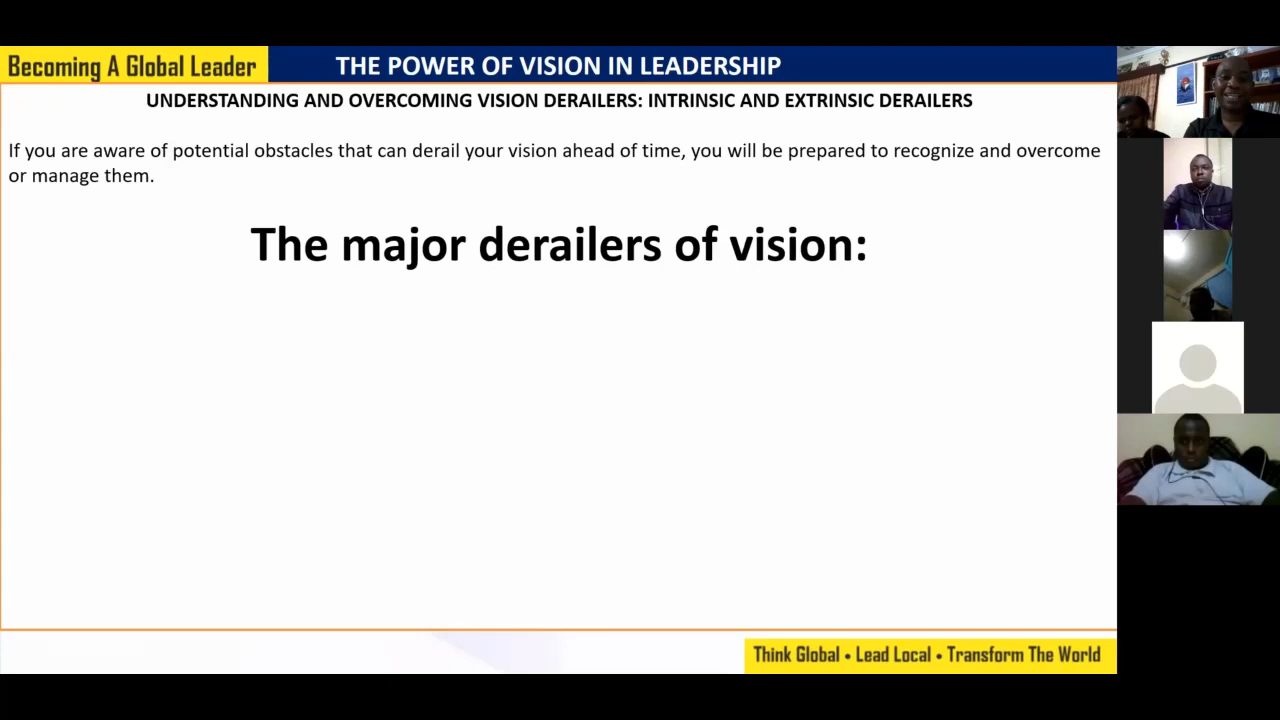 Becoming A Global Leader
THE POWER OF VISION IN LEADERSHIP
UNDERSTANDING AND OVERCOMING VISION DERAILERS: INTRINSIC AND EXTRINSIC DERAILERS
If you are aware of potential obstacles that can derail your vision ahead of time, you will be prepared to recognize and overcome
or manage them.
The major derailers of vision:
Think Global • Lead Local • Transform The World